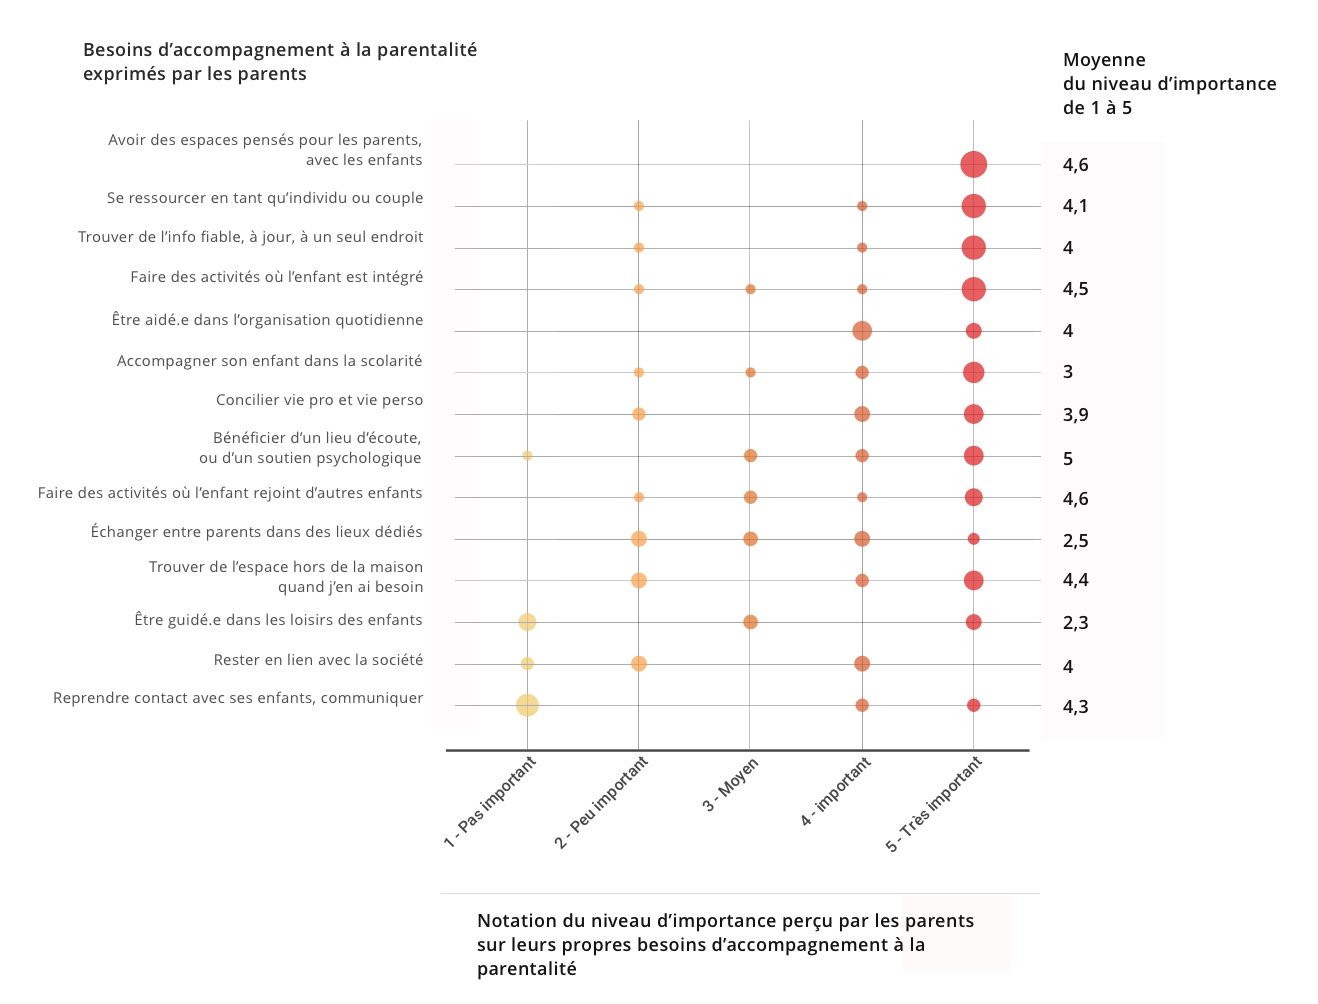 Besoins d’accompagnement à la parentalité
exprimés par les parents
Moyenne
du niveau d’importance
de 1 à 5
Avoir des espaces pensés pour les parents,
avec les enfants
4,6
Se ressourcer en tant qu’individu ou couple
4,1
Trouver de l’info fiable, à jour, à un seul endroit
4
Faire des activités où l’enfant est intégré
4,5
Être aidé.e dans l’organisation quotidienne
4
Accompagner son enfant dans la scolarité
3
Concilier vie pro et vie perso
3,9
Bénéficier d’un lieu d’écoute,
ou d’un soutien psychologique
5
Faire des activités où l’enfant rejoint d’autres enfants
4,6
Échanger entre parents dans des lieux dédiés
2,5
Trouver de l’espace hors de la maison
quand j’en ai besoin
4,4
Être guidé.e dans les loisirs des enfants
2,3
Rester en lien avec la société
4
Reprendre contact avec ses enfants, communiquer
4,3
1 - Pas important
2 - Peu important
3 - Moyen
4 - important
5 - Très important
Notation du niveau d’importance perçu par les parents
sur leurs propres besoins d’accompagnement à la
parentalité